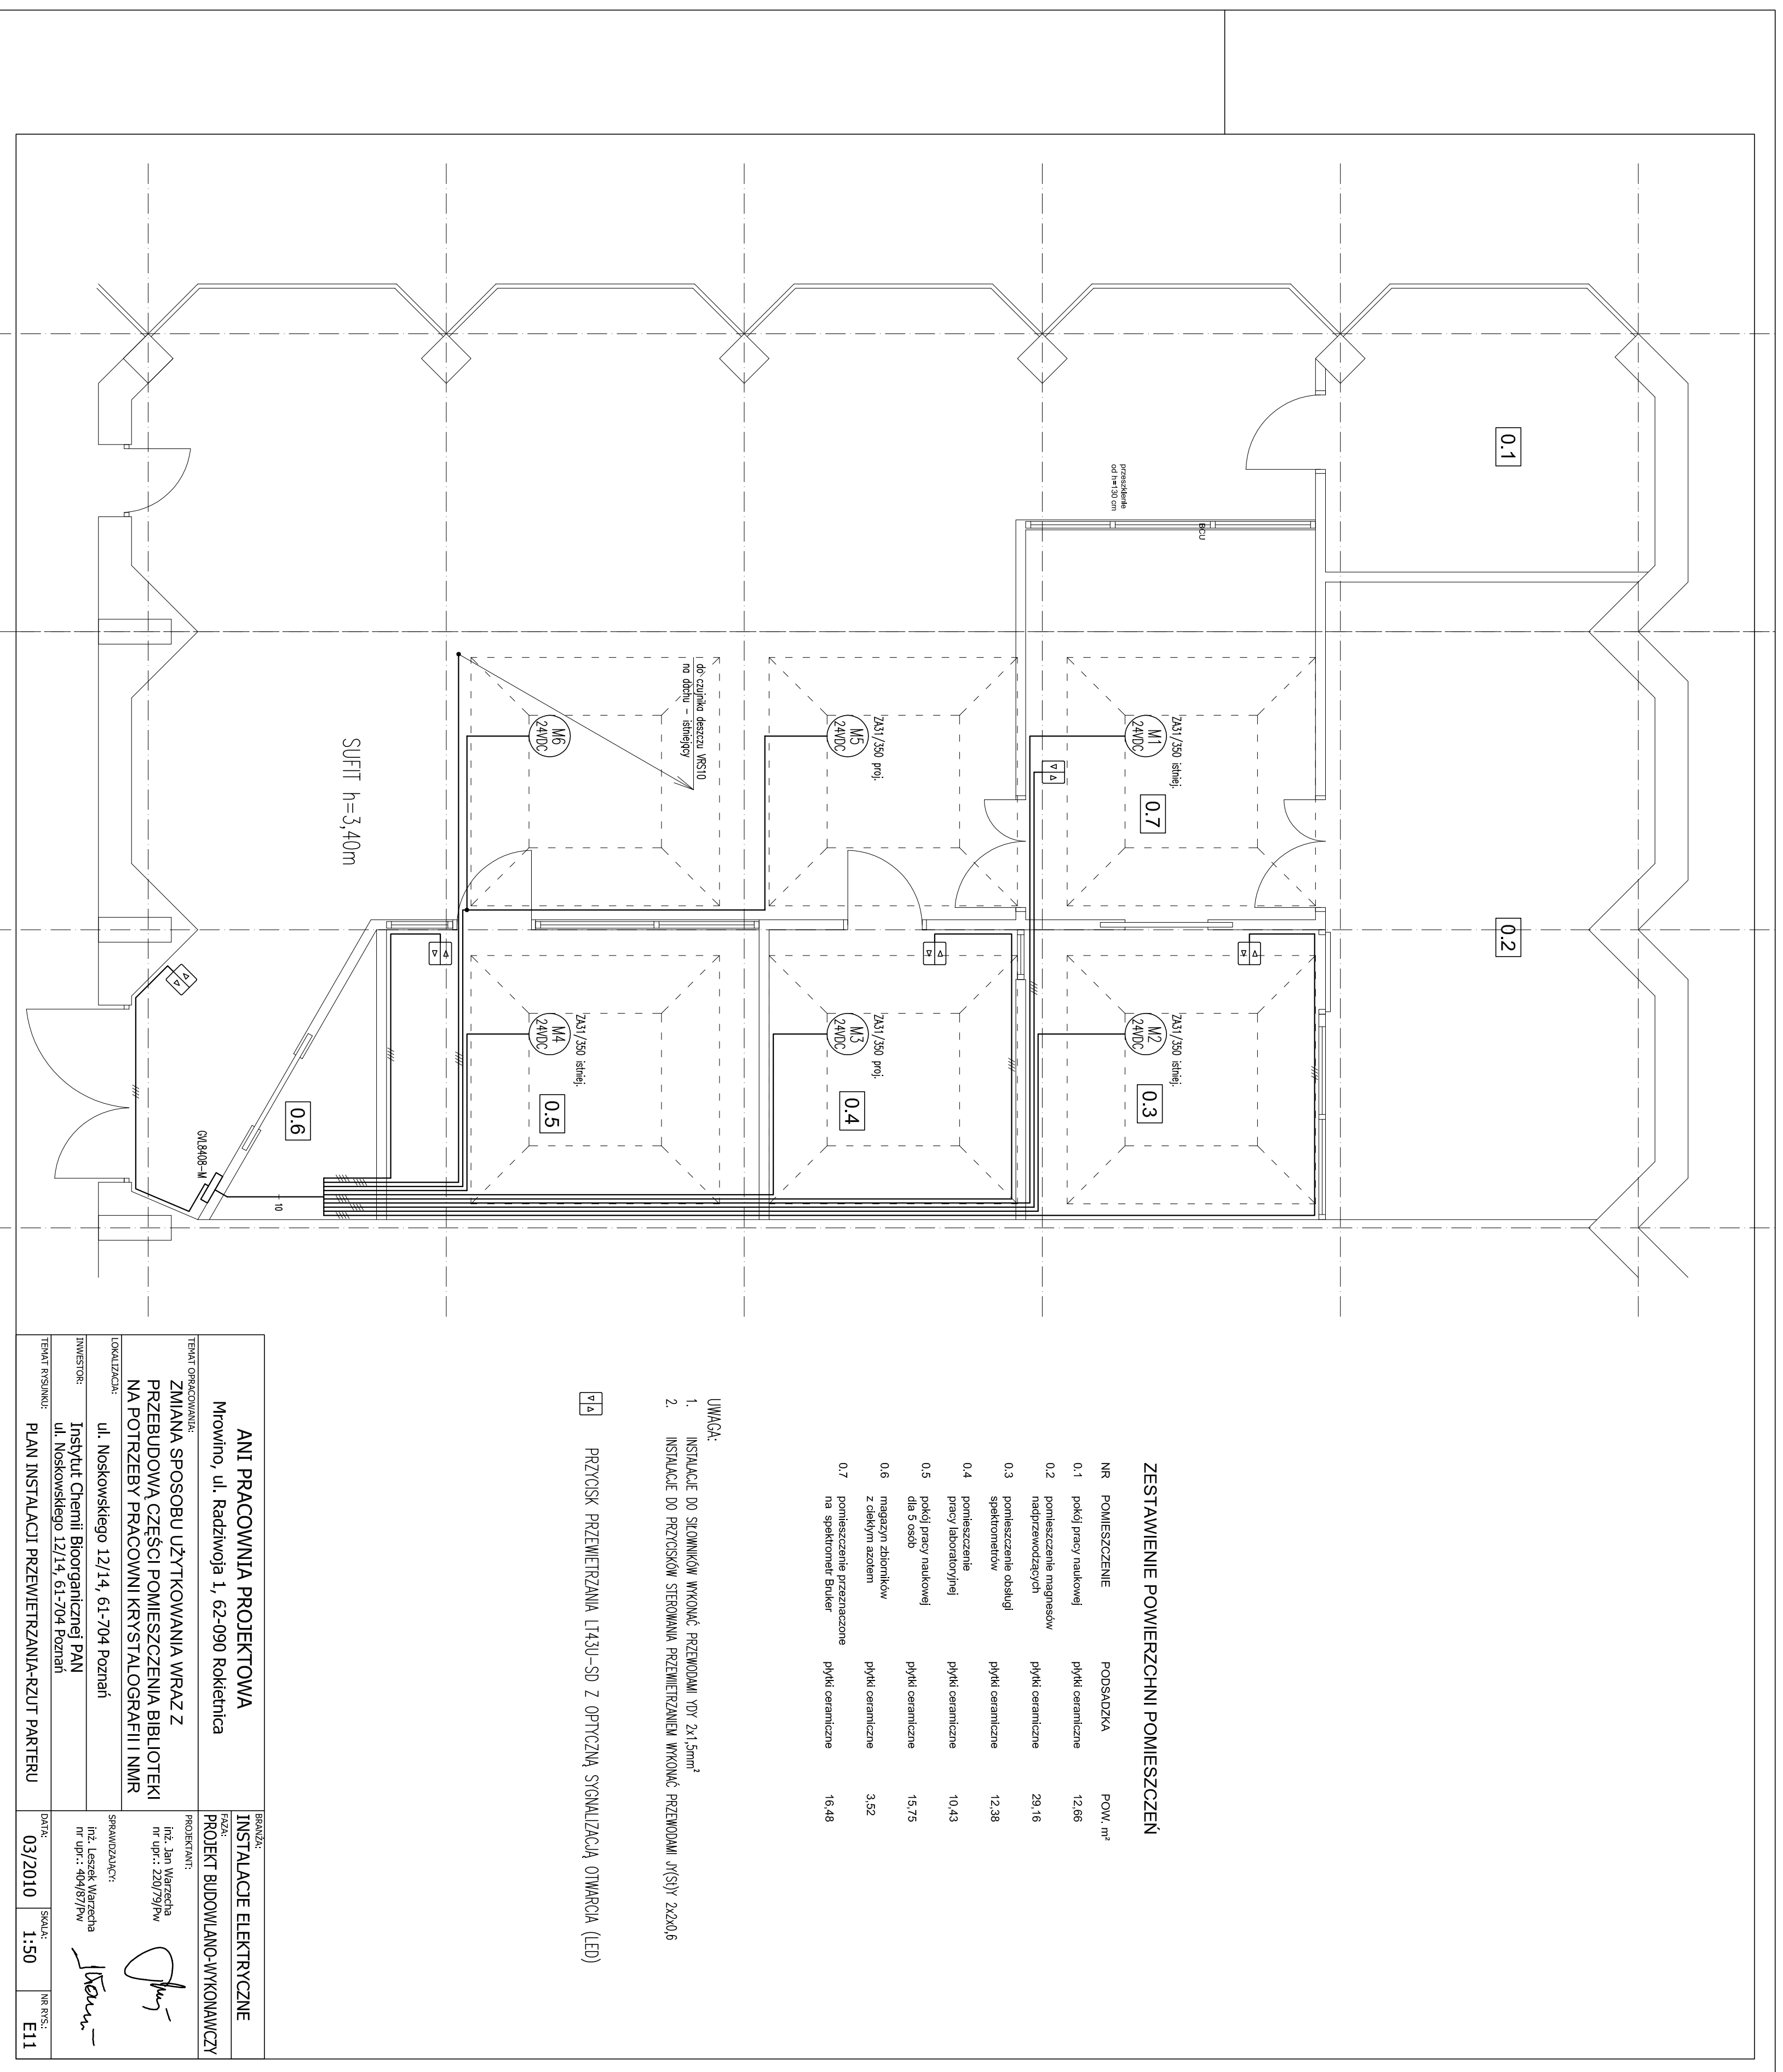 0.1
0.2
przeszklenie
od h=130 cm
BCU
ZA31/350 istniej.
M1
24VDC
0.7
ZA31/350 proj.
M5
24VDC
do czujnika deszczu VRS10
na dachu - istniejący
M6
24VDC
SUFIT h=3,40m
ZA31/350 istniej.
M2
24VDC
0.3
ZA31/350 proj.
M3
24VDC
0.4
ZA31/350 istniej.
M4
24VDC
0.5
0.6
GVL8408-M
10
ZESTAWIENIE POWIERZCHNI POMIESZCZEŃ
NR POMIESZCZENIE PODSADZKA POW. m²
0.1 pokój pracy naukowej płytki ceramiczne 12,66
0.2 pomieszczenie magnesów
nadprzewodzących płytki ceramiczne 29,16
0.3 pomieszczenie obsługi
spektrometrów płytki ceramiczne 12,38
0.4 pomieszczenie
pracy laboratoryjnej płytki ceramiczne 10,43
0.5 pokój pracy naukowej
dla 5 osób płytki ceramiczne 15,75
0.6 magazyn zbiorników
z ciekłym azotem płytki ceramiczne 3,52
0.7 pomieszczenie przeznaczone
na spektrometr Bruker płytki ceramiczne 16,48
UWAGA:
1. INSTALACJE DO SIŁOWNIKÓW WYKONAĆ PRZEWODAMI YDY 2x1,5mm²
2. INSTALACJE DO PRZYCISKÓW STEROWANIA PRZEWIETRZANIEM WYKONAĆ PRZEWODAMI JY(St)Y 2x2x0,6
PRZYCISK PRZEWIETRZANIA LT43U-SD Z OPTYCZNĄ SYGNALIZACJĄ OTWARCIA (LED)
ANI PRACOWNIA PROJEKTOWA
Mrowino, ul. Radziwoja 1, 62-090 Rokietnica
TEMAT OPRACOWANIA:
ZMIANA SPOSOBU UŻYTKOWANIA WRAZ Z
PRZEBUDOWĄ CZĘŚCI POMIESZCZENIA BIBLIOTEKI
NA POTRZEBY PRACOWNI KRYSTALOGRAFII I NMR
LOKALIZACJA:
ul. Noskowskiego 12/14, 61-704 Poznań
INWESTOR:
Instytut Chemii Bioorganicznej PAN
ul. Noskowskiego 12/14, 61-704 Poznań
TEMAT RYSUNKU:
PLAN INSTALACJI PRZEWIETRZANIA-RZUT PARTERU
BRANŻA:
INSTALACJE ELEKTRYCZNE
FAZA:
PROJEKT BUDOWLANO-WYKONAWCZY
PROJEKTANT:
inż. Jan Warzecha
nr upr.: 220/79/Pw
SPRAWDZAJĄCY:
inż. Leszek Warzecha
nr upr.: 404/87/Pw
DATA:
03/2010
SKALA:
1:50
NR RYS.:
E11